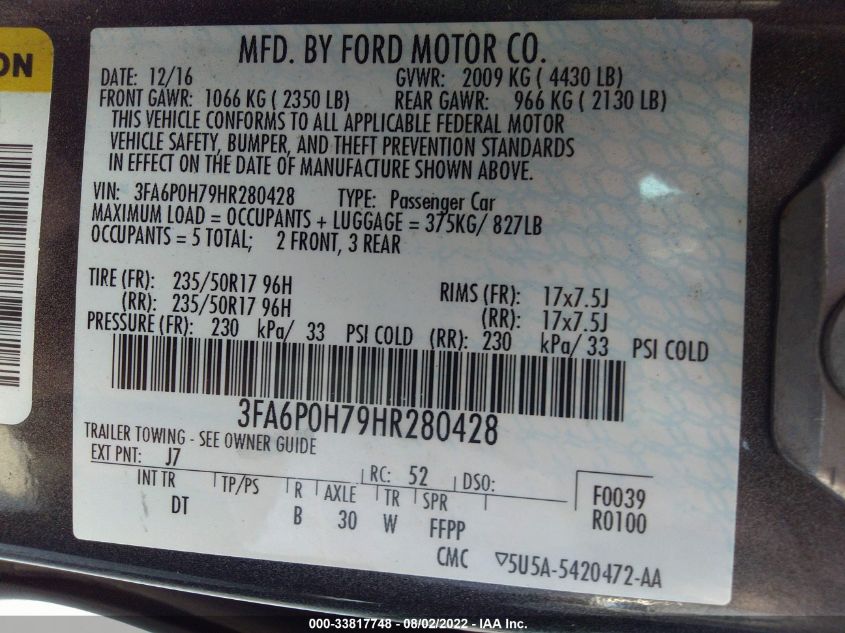 ON
MFD. BY FORD MOTOR CO.
DATE: 12/16 GVWR: 2009 KG ( 4430 LB)
FRONT GAWR: 1066 KG ( 2350 LB) REAR GAWR: 966 KG ( 2130 LB)
THIS VEHICLE CONFORMS TO ALL APPLICABLE FEDERAL MOTOR
VEHICLE SAFETY, BUMPER, AND THEFT PREVENTION STANDARDS
IN EFFECT ON THE DATE OF MANUFACTURE SHOWN ABOVE.
VIN: 3FA6P0H79HR280428 TYPE: Passenger Car
MAXIMUM LOAD = OCCUPANTS + LUGGAGE = 375KG/ 827LB
OCCUPANTS = 5 TOTAL; 2 FRONT, 3 REAR
TIRE (FR): 235/50R17 96H RIMS (FR): 17x7.5J
(RR): 235/50R17 96H (RR): 17x7.5J
PRESSURE (FR): 230 kPa/ 33 PSI COLD (RR): 230 kPa/ 33 PSI COLD
3FA6P0H79HR280428
TRAILER TOWING - SEE OWNER GUIDE
EXT PNT: J7 RC: 52 DSO:
INT TR TP/PS R AXLE TR SPR F0039
DT B 30 W FFPP R0100
CMC ▽5U5A-5420472-AA
000-33817748 - 08/02/2022 - IAA Inc.